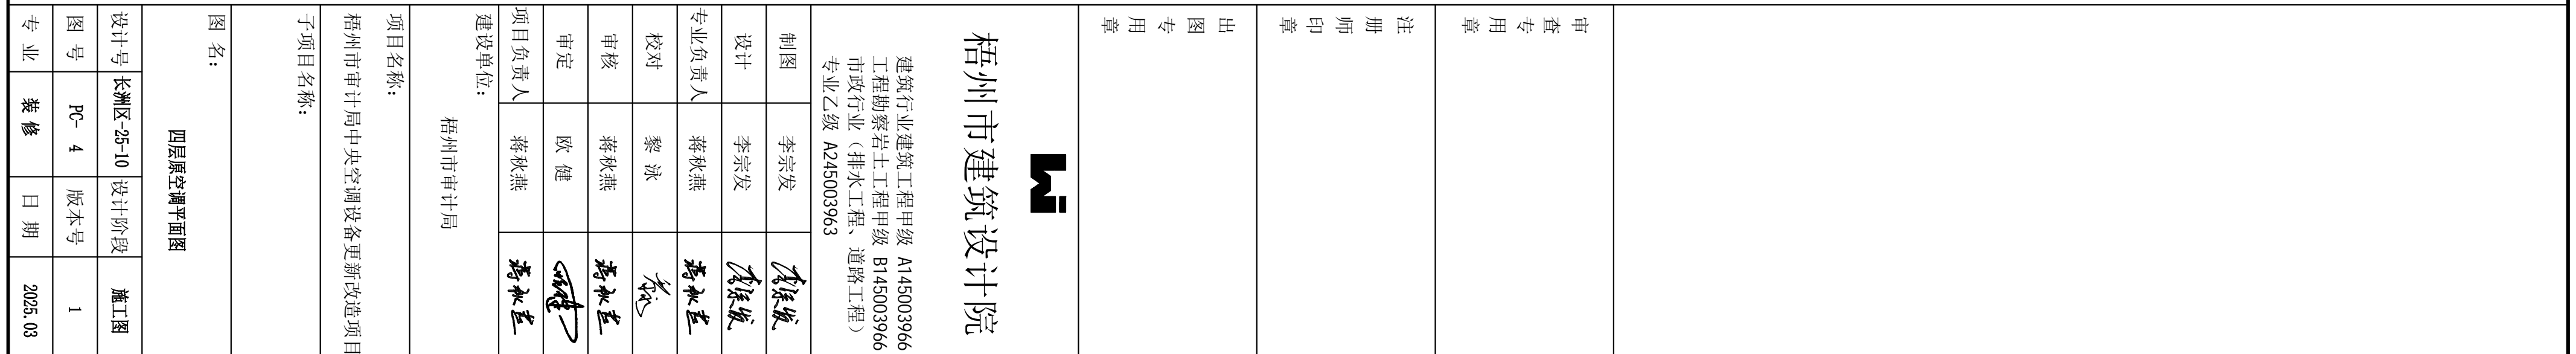 审查专用章
注册师印章
出图专用章
梧州市建筑设计院
建筑行业建筑工程甲级 A145003966
工程勘察岩土工程甲级 B145003966
市政行业（排水工程、道路工程）
专业乙级 A245003963
制图 李宗发
设计 李宗发
专业负责人 蒋秋燕
校对 黎 泳
审核 蒋秋燕
审定 欧 健
项目负责人 蒋秋燕
建设单位:
梧州市审计局
项目名称:
梧州市审计局中央空调设备更新改造项目
子项目名称:
图 名:
四层原空调平面图
设计号 长洲区-25-10 设计阶段 施工图
图 号 PC- 4 版本号 1
专 业 装 修 日 期 2025.03